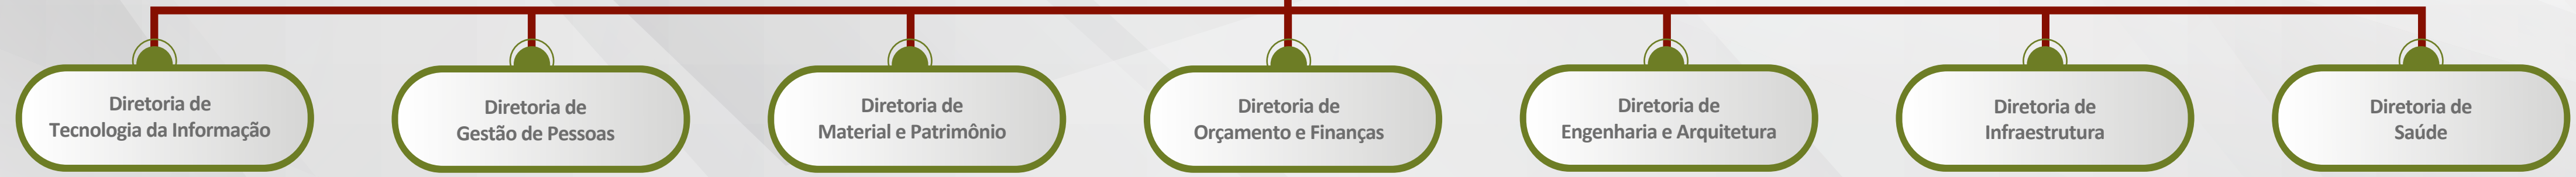 Diretoria de
Tecnologia da Informação
Diretoria de
Gestão de Pessoas
Diretoria de
Material e Patrimônio
Diretoria de
Orçamento e Finanças
Diretoria de
Engenharia e Arquitetura
Diretoria de
Infraestrutura
Diretoria de
Saúde